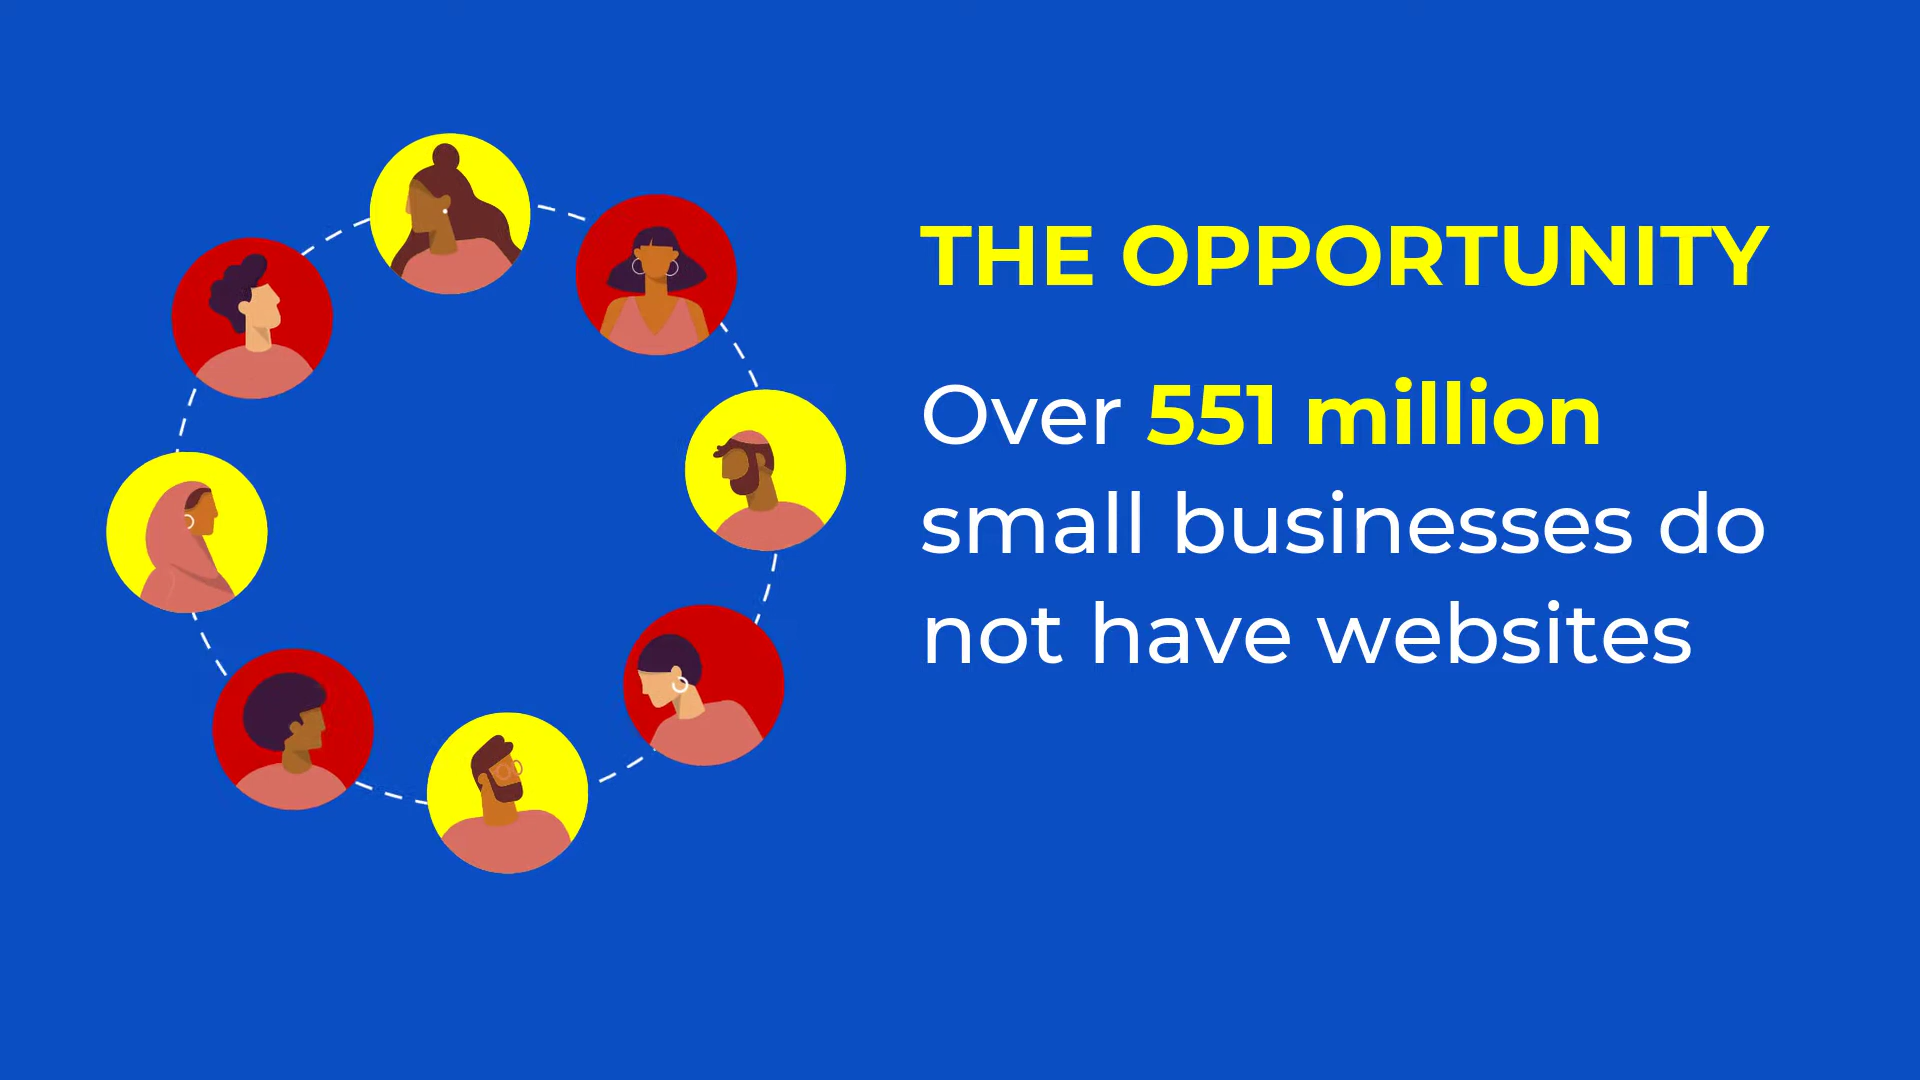 THE OPPORTUNITY
Over 551 million
small businesses do
not have websites